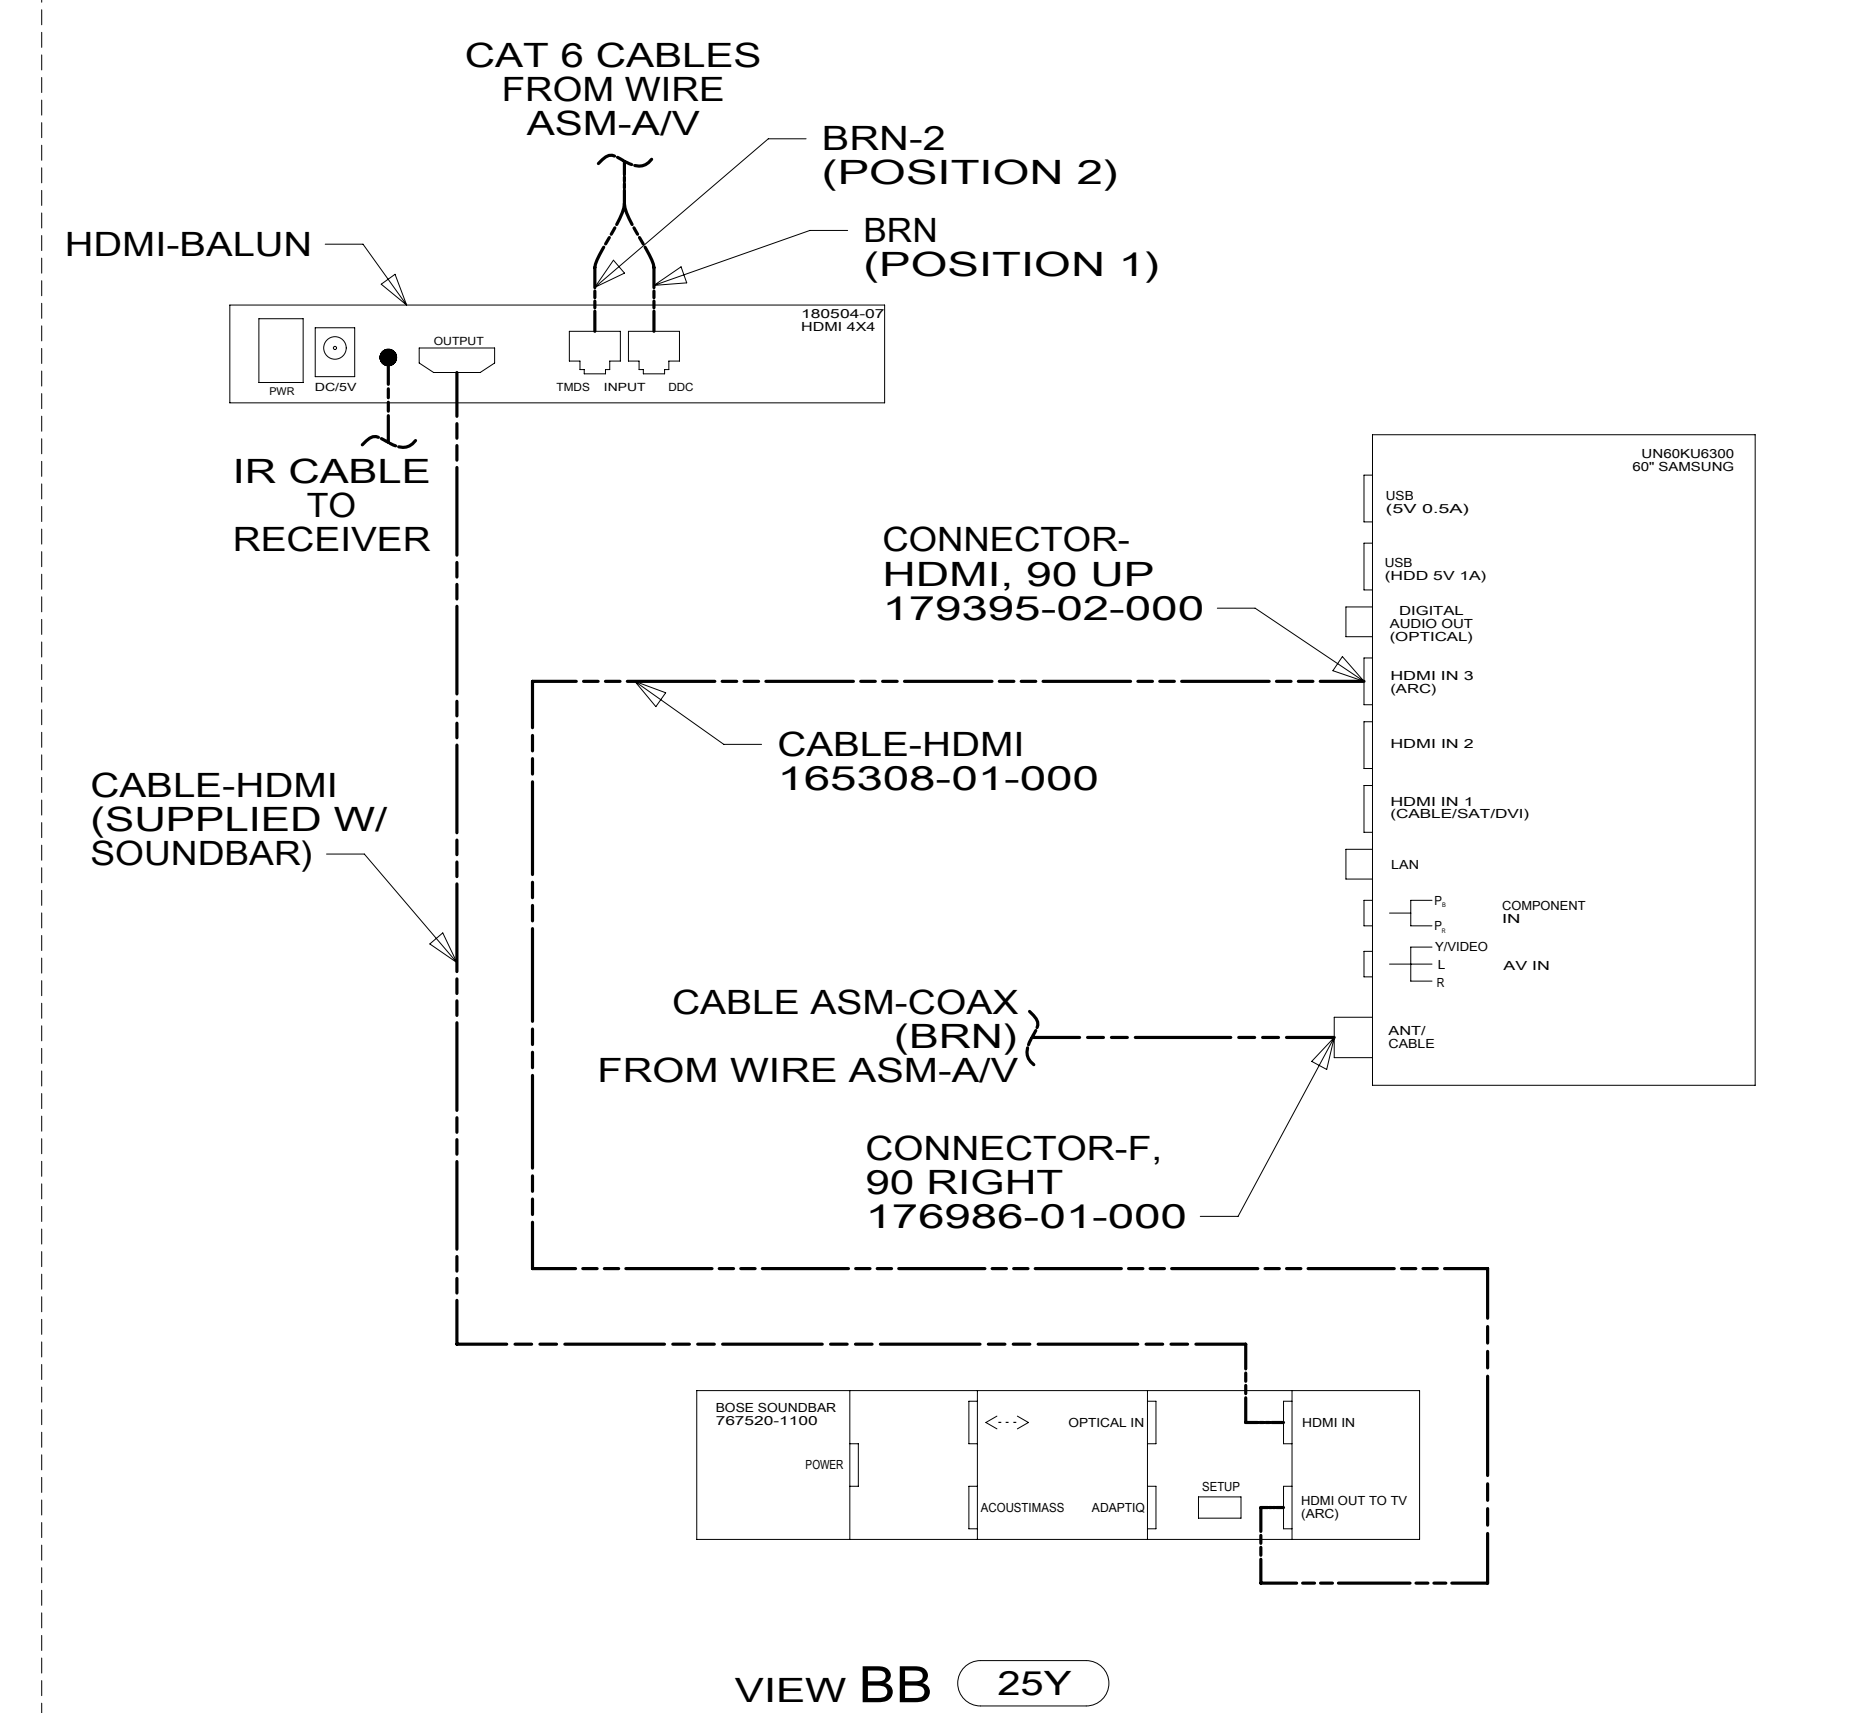 CAT 6 CABLES
FROM WIRE
ASM-A/V
BRN-2
(POSITION 2)
BRN
(POSITION 1)
HDMI-BALUN
180504-07
HDMI 4X4
OUTPUT
PWR
DC/5V
TMDS INPUT DDC
IR CABLE
TO
RECEIVER
UN60KU6300
60" SAMSUNG
USB
(5V 0.5A)
USB
(HDD 5V 1A)
DIGITAL
AUDIO OUT
(OPTICAL)
HDMI IN 3
(ARC)
HDMI IN 2
HDMI IN 1
(CABLE/SAT/DVI)
LAN
PB
PR
COMPONENT
IN
Y/VIDEO
L
R
AV IN
ANT/
CABLE
CONNECTOR-
HDMI, 90 UP
179395-02-000
CABLE-HDMI
165308-01-000
CABLE-HDMI
(SUPPLIED W/
SOUNDBAR)
CABLE ASM-COAX
(BRN)
FROM WIRE ASM-A/V
CONNECTOR-F,
90 RIGHT
176986-01-000
BOSE SOUNDBAR
767520-1100
POWER
<--->
OPTICAL IN
ACOUSTIMASS
ADAPTIQ
SETUP
HDMI IN
HDMI OUT TO TV
(ARC)
VIEW BB 25Y